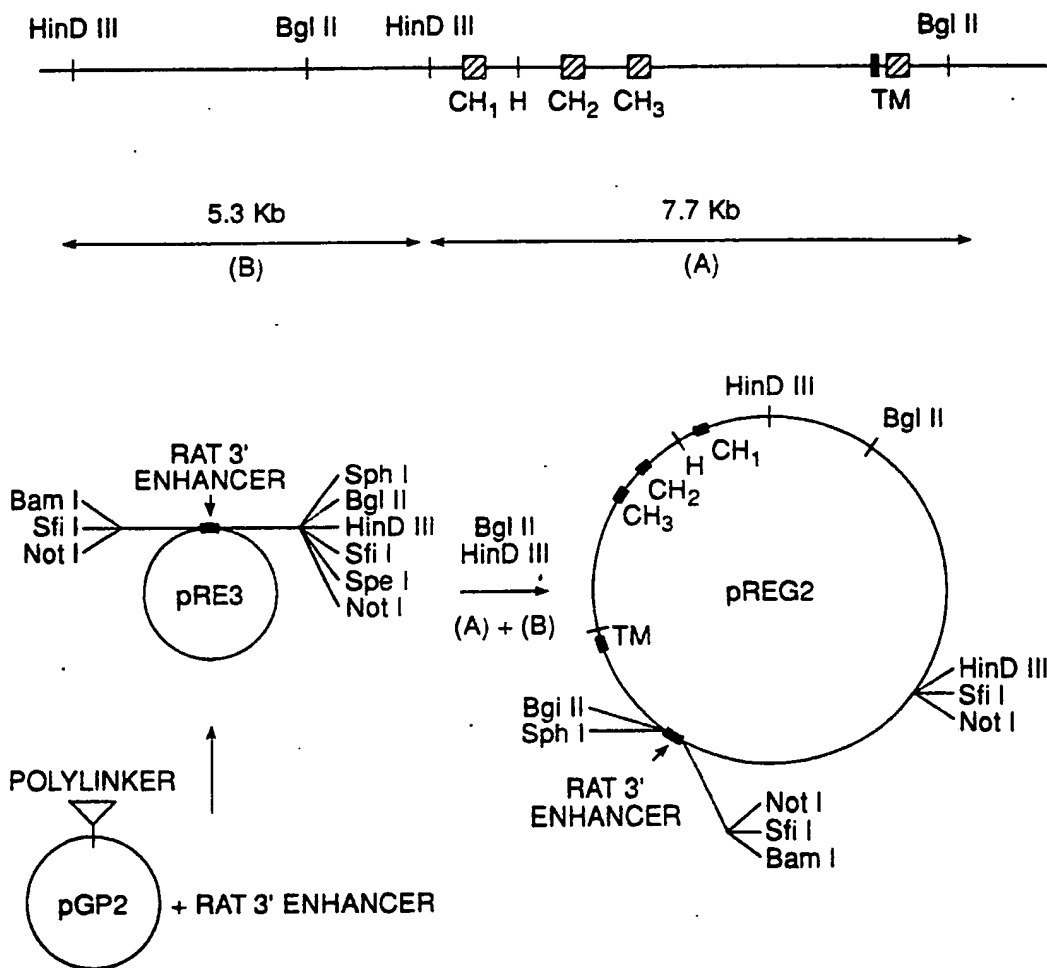 HinD III
Bgl II
HinD III
Bgl II
CH₁
H
CH₂
CH₃
TM
5.3 Kb
(B)
7.7 Kb
(A)
RAT 3'
ENHANCER
Bam I
Sfi I
Not I
Sph I
Bgl II
HinD III
Sfi I
Spe I
Not I
pRE3
Bgl II
HinD III
(A) + (B)
HinD III
Bgl II
CH₁
H
CH₂
CH₃
pREG2
TM
HinD III
Sfi I
Not I
Bgi II
Sph I
RAT 3'
ENHANCER
Not I
Sfi I
Bam I
POLYLINKER
pGP2
+ RAT 3' ENHANCER